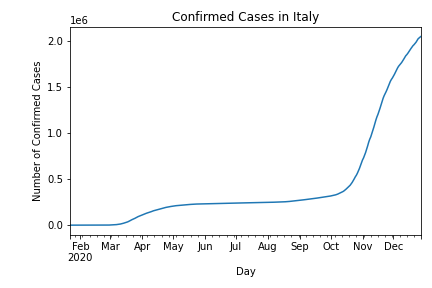 Confirmed Cases in Italy
1e6
2.0
1.5
1.0
0.5
0.0
Number of Confirmed Cases
Feb Mar Apr May Jun Jul Aug Sep Oct Nov Dec
2020
Day